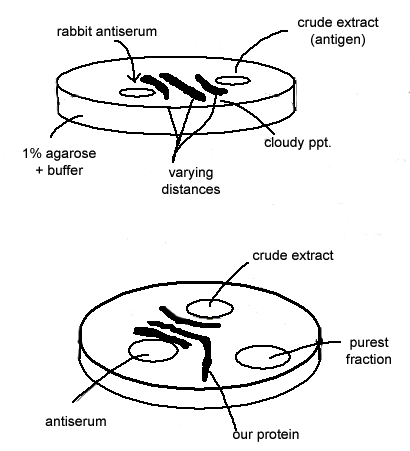 rabbit antiserum
crude extract
(antigen)
1% agarose
+ buffer
varying
distances
cloudy ppt.
crude extract
purest
fraction
antiserum
our protein